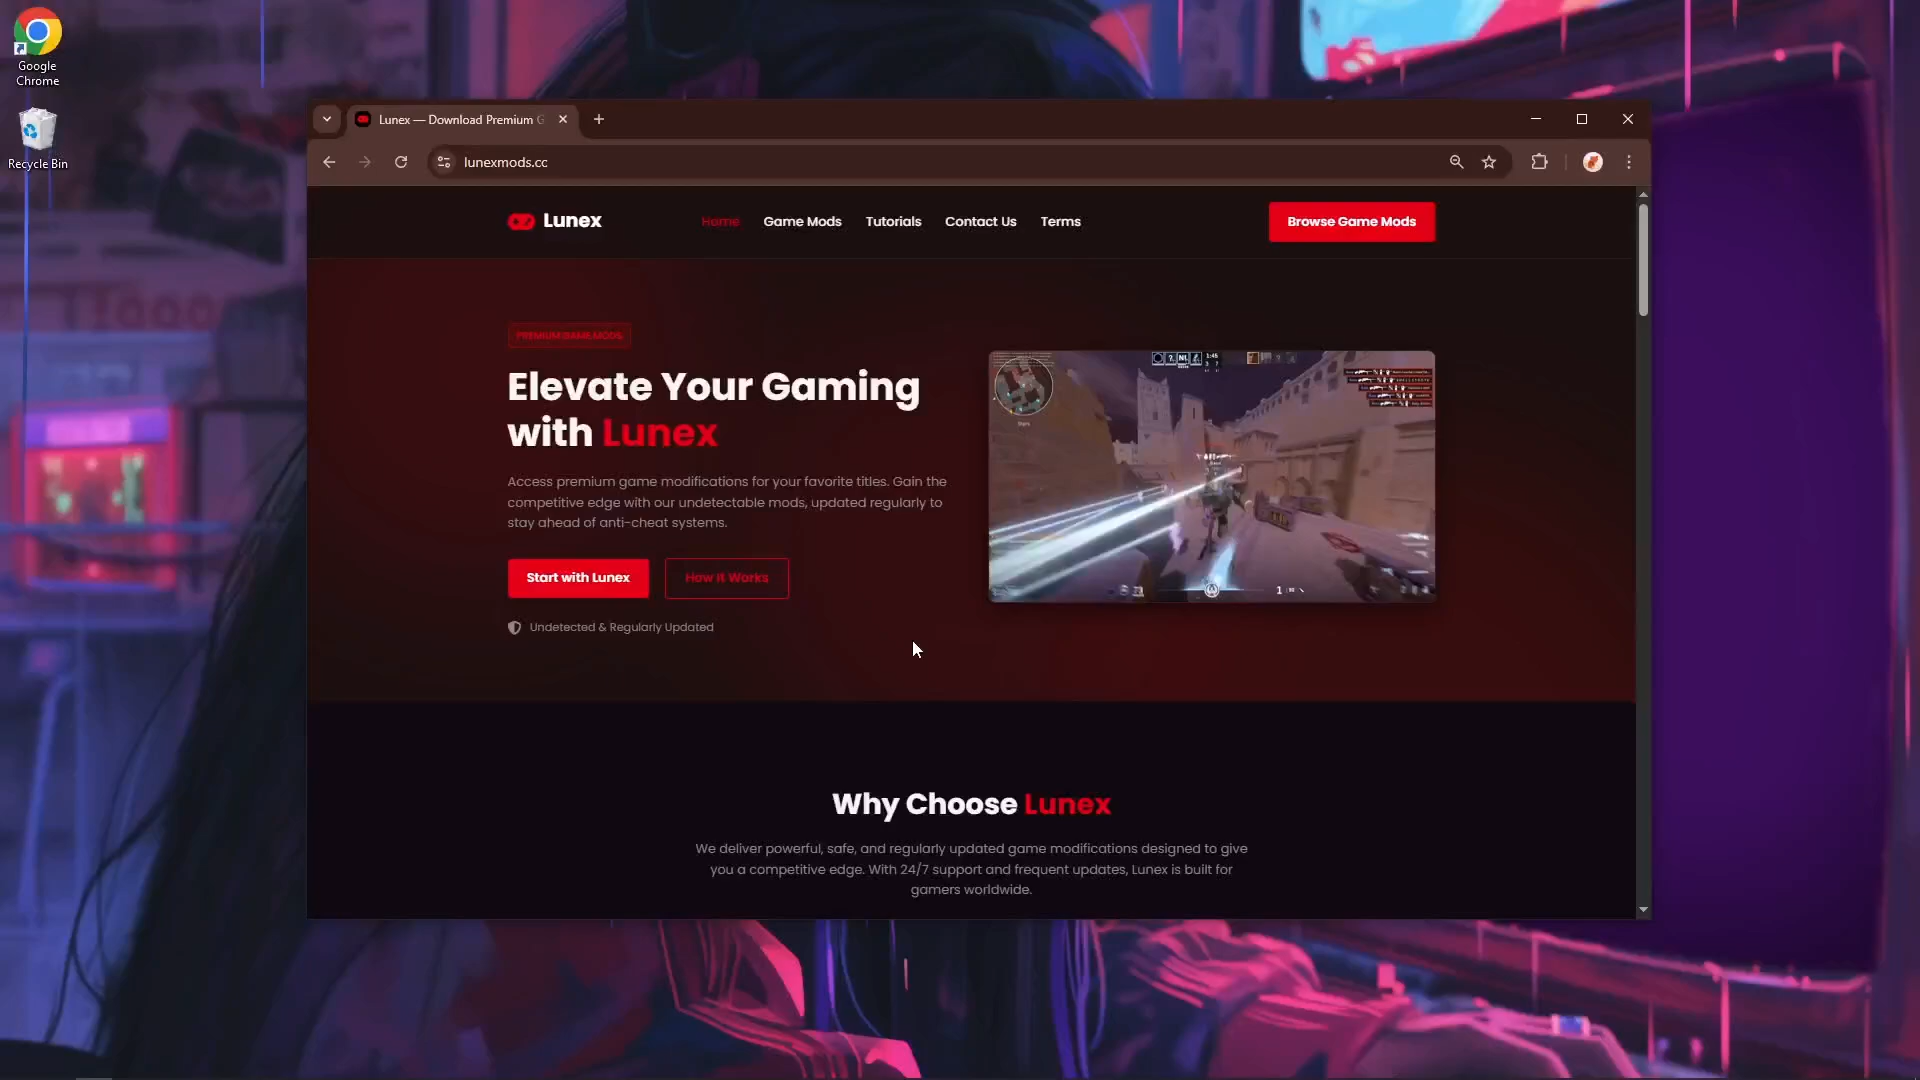 Google
Chrome
Recycle Bin
Lunex — Download Premium G
lunexmods.cc
Lunex
Home
Game Mods
Tutorials
Contact Us
Terms
Browse Game Mods
PREMIUM GAME MODS
Elevate Your Gaming
with Lunex
Access premium game modifications for your favorite titles. Gain the
competitive edge with our undetectable mods, updated regularly to
stay ahead of anti-cheat systems.
Start with Lunex
How It Works
Undetected & Regularly Updated
1:45
Why Choose Lunex
We deliver powerful, safe, and regularly updated game modifications designed to give
you a competitive edge. With 24/7 support and frequent updates, Lunex is built for
gamers worldwide.